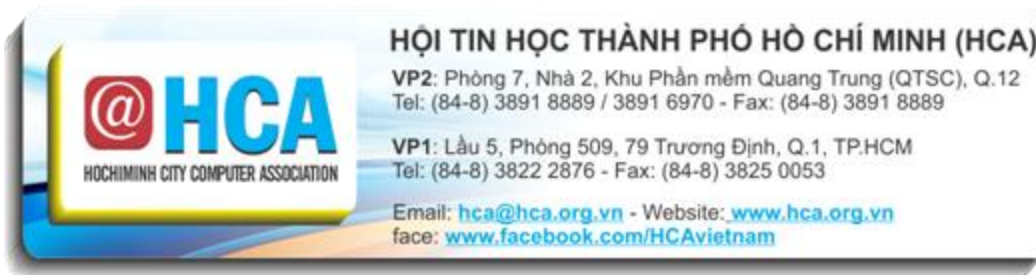 @HCA
HOCHIMINH CITY COMPUTER ASSOCIATION
HỘI TIN HỌC THÀNH PHỐ HỒ CHÍ MINH (HCA)
VP2: Phòng 7, Nhà 2, Khu Phần mềm Quang Trung (QTSC), Q.12
Tel: (84-8) 3891 8889 / 3891 6970 - Fax: (84-8) 3891 8889
VP1: Lầu 5, Phòng 509, 79 Trương Định, Q.1, TP.HCM
Tel: (84-8) 3822 2876 - Fax: (84-8) 3825 0053
Email: hca@hca.org.vn - Website: www.hca.org.vn
face: www.facebook.com/HCAvietnam